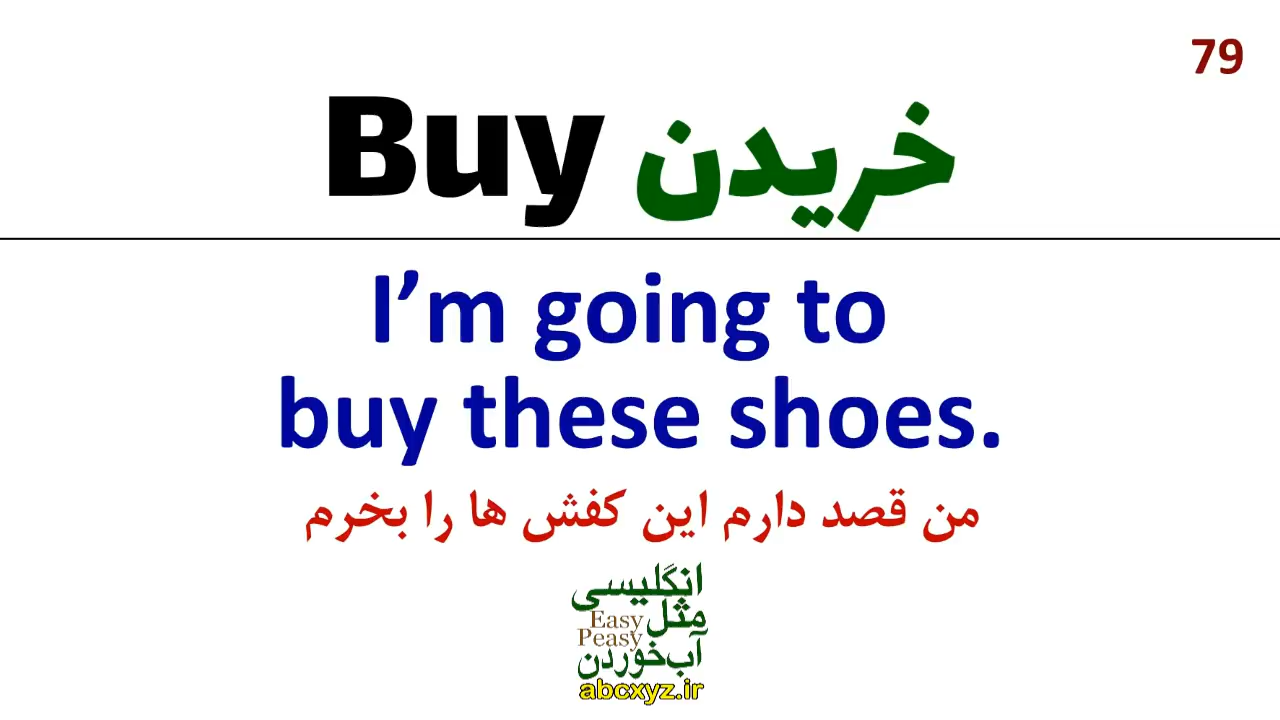 79
Buy خریدن
I’m going to
buy these shoes.
من قصد دارم این کفش ها را بخرم
انگلیسی
مثل
Easy
Peasy
آب‌خوردن
abcxyz.ir